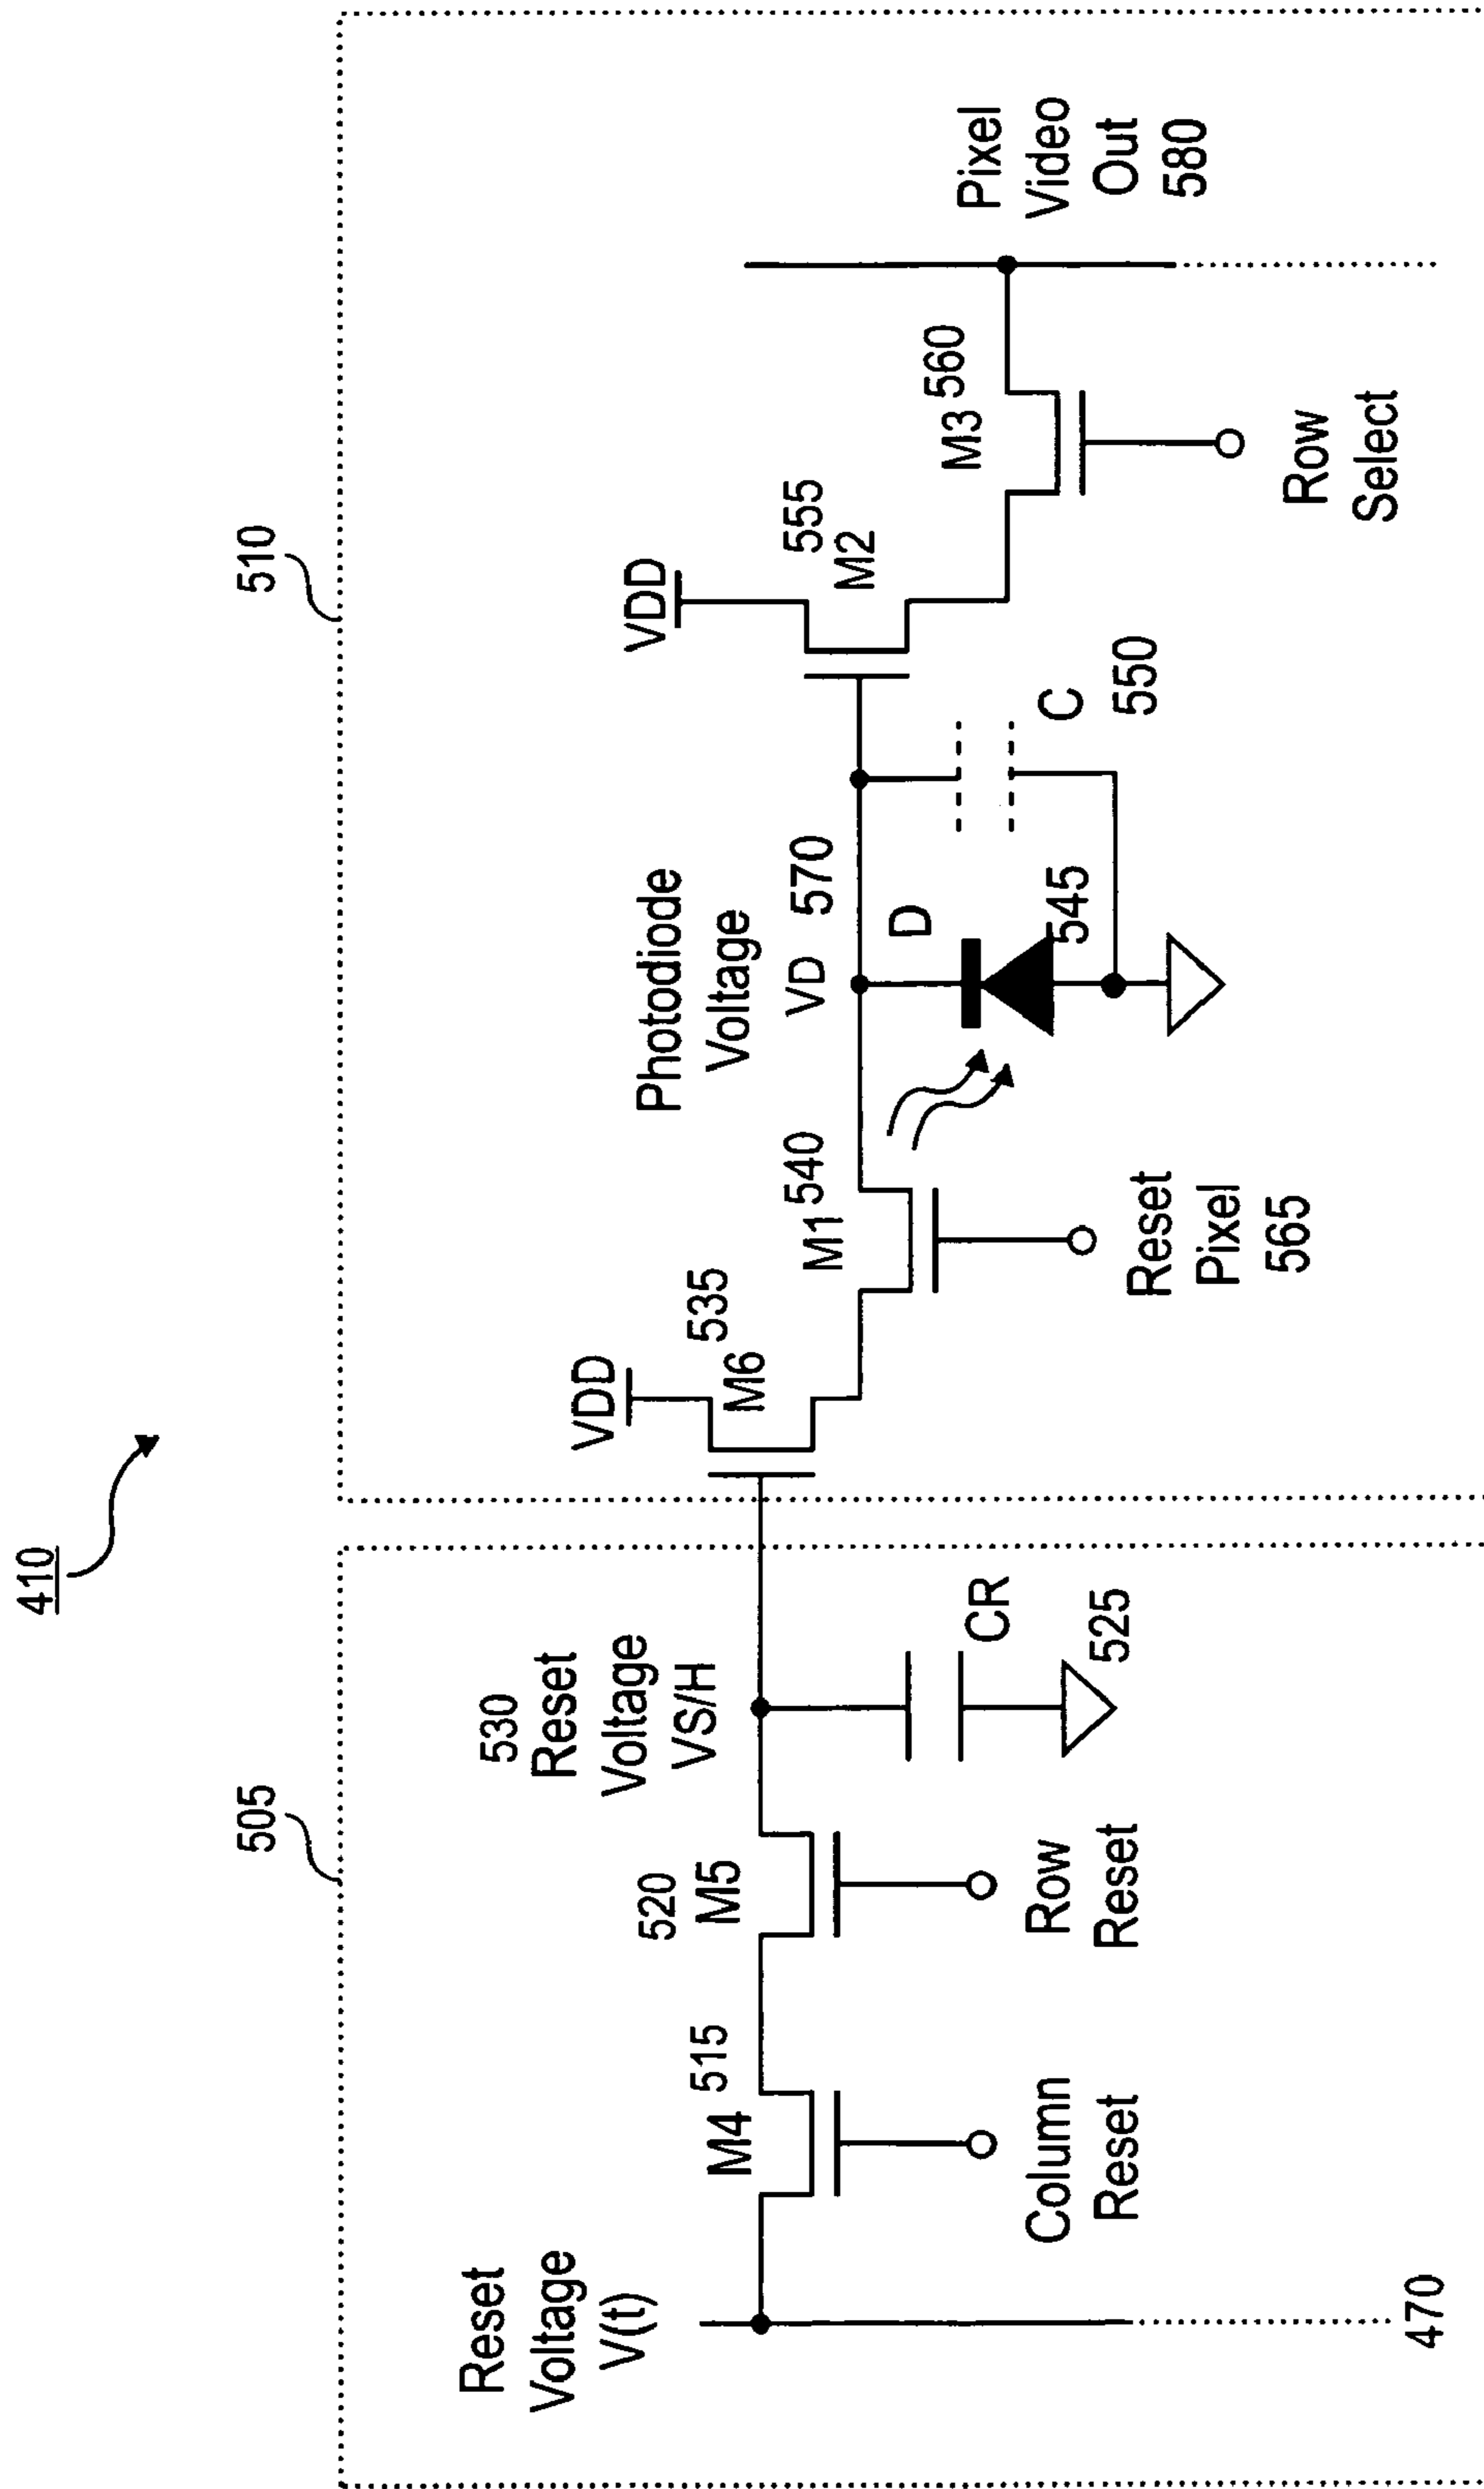 410
505
510
Reset
Voltage
V(t)
470
M4
515
Column
Reset
520
M5
Row
Reset
530
Reset
Voltage
VS/H
CR
525
VDD
535
M6
M1
540
Reset
Pixel
565
Photodiode
Voltage
VD 570
D
545
C
550
VDD
555
M2
M3
560
Row
Select
Pixel
Video
Out
580